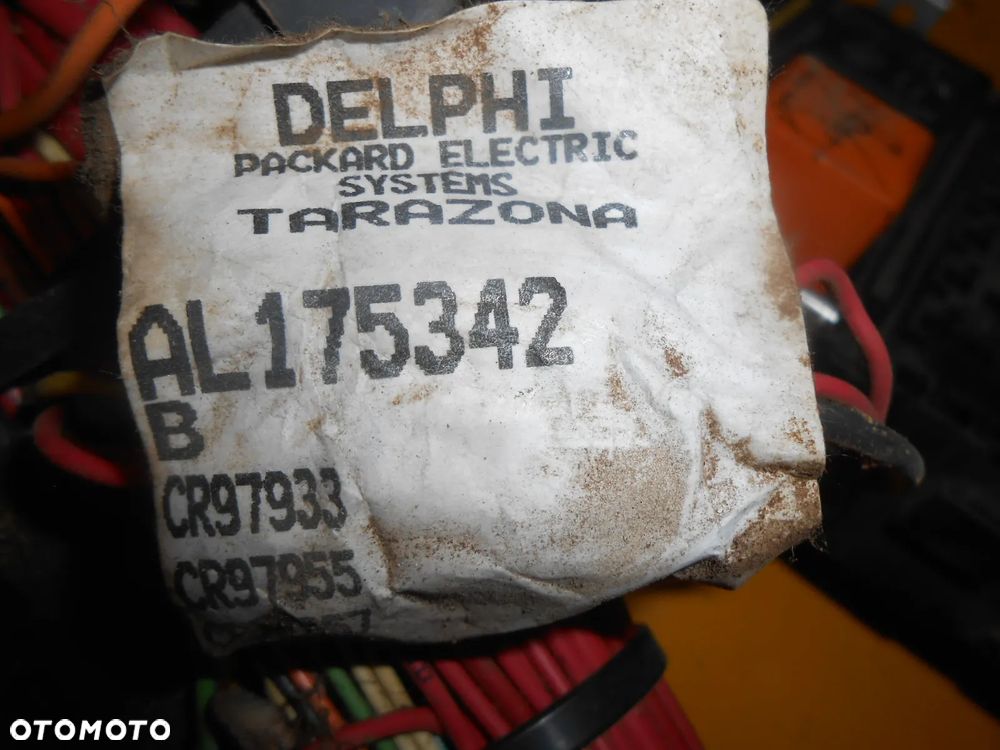 DELPHI
PACKARD ELECTRIC
SYSTEMS
TARAZONA
AL175342
B
CR97933
CR97955
OTOMOTO